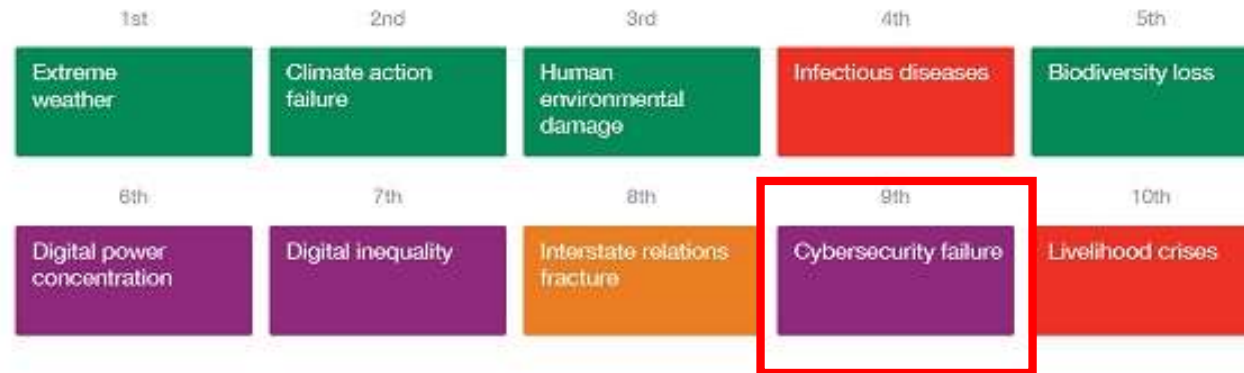 1st
2nd
3rd
4th
5th
Extreme
weather
Climate action
failure
Human
environmental
damage
Infectious diseases
Biodiversity loss
6th
7th
8th
9th
10th
Digital power
concentration
Digital inequality
Interstate relations
fracture
Cybersecurity failure
Livelihood crises